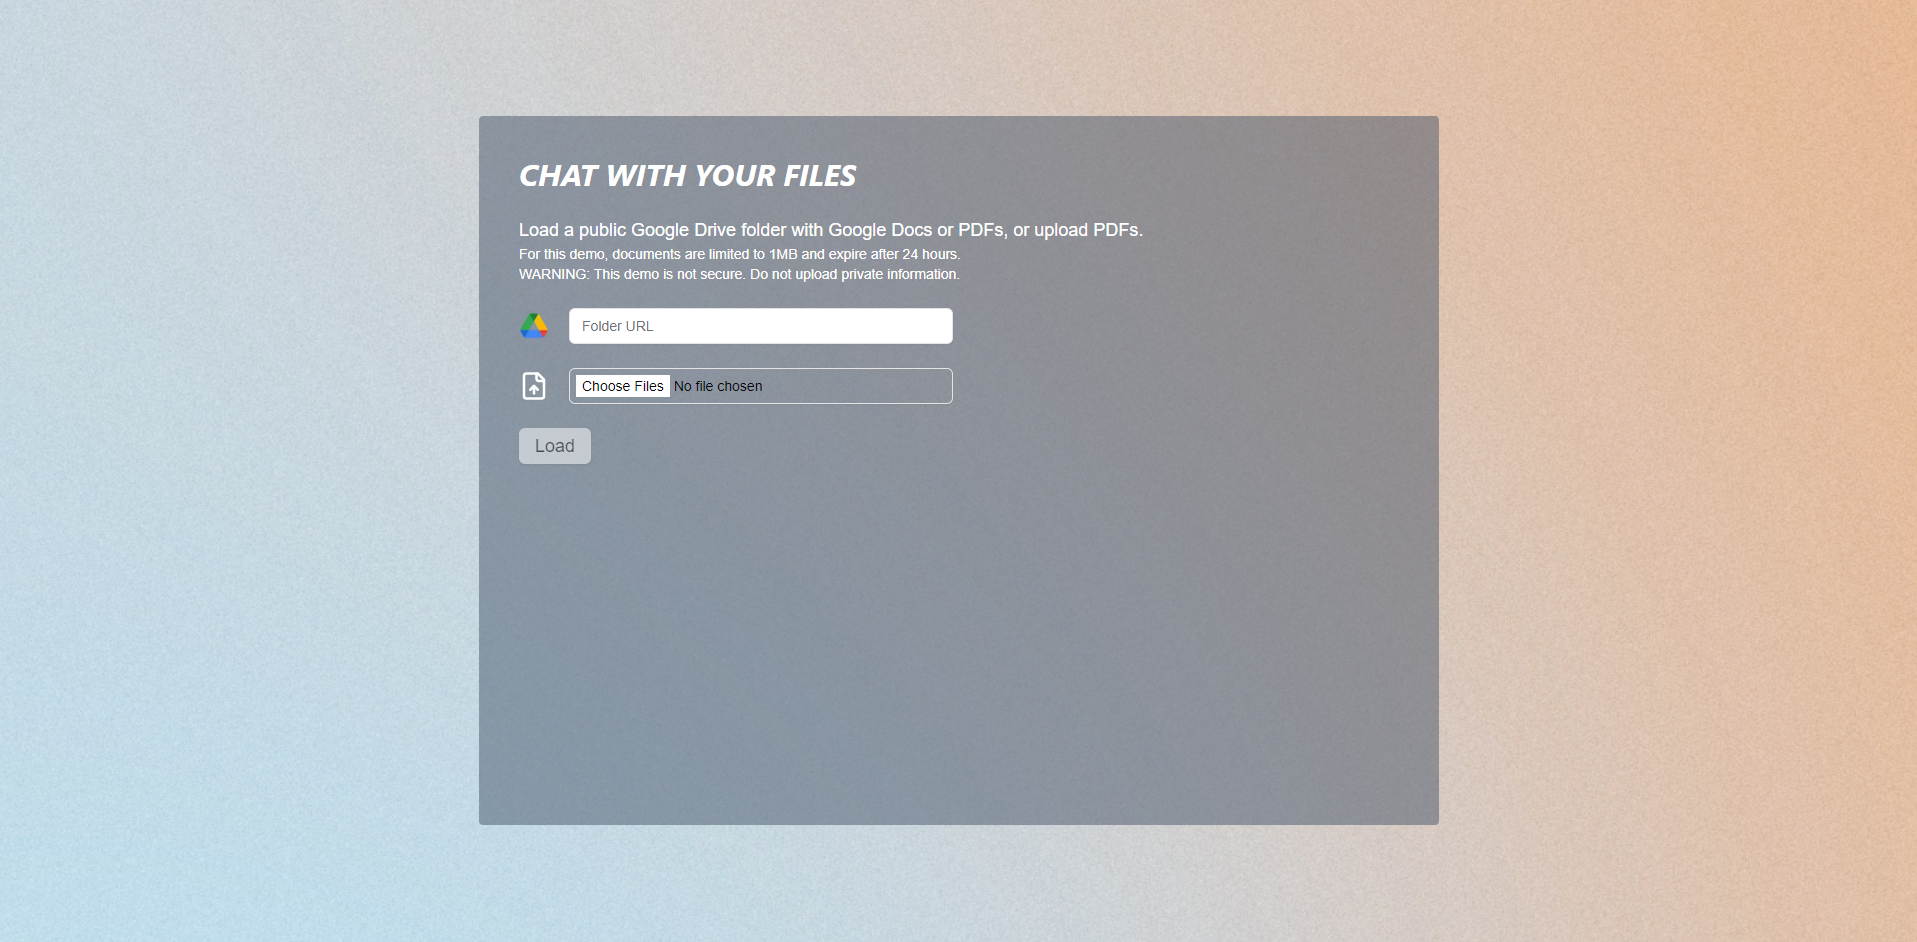 CHAT WITH YOUR FILES
Load a public Google Drive folder with Google Docs or PDFs, or upload PDFs.
For this demo, documents are limited to 1MB and expire after 24 hours.
WARNING: This demo is not secure. Do not upload private information.
Folder URL
Choose Files No file chosen
Load